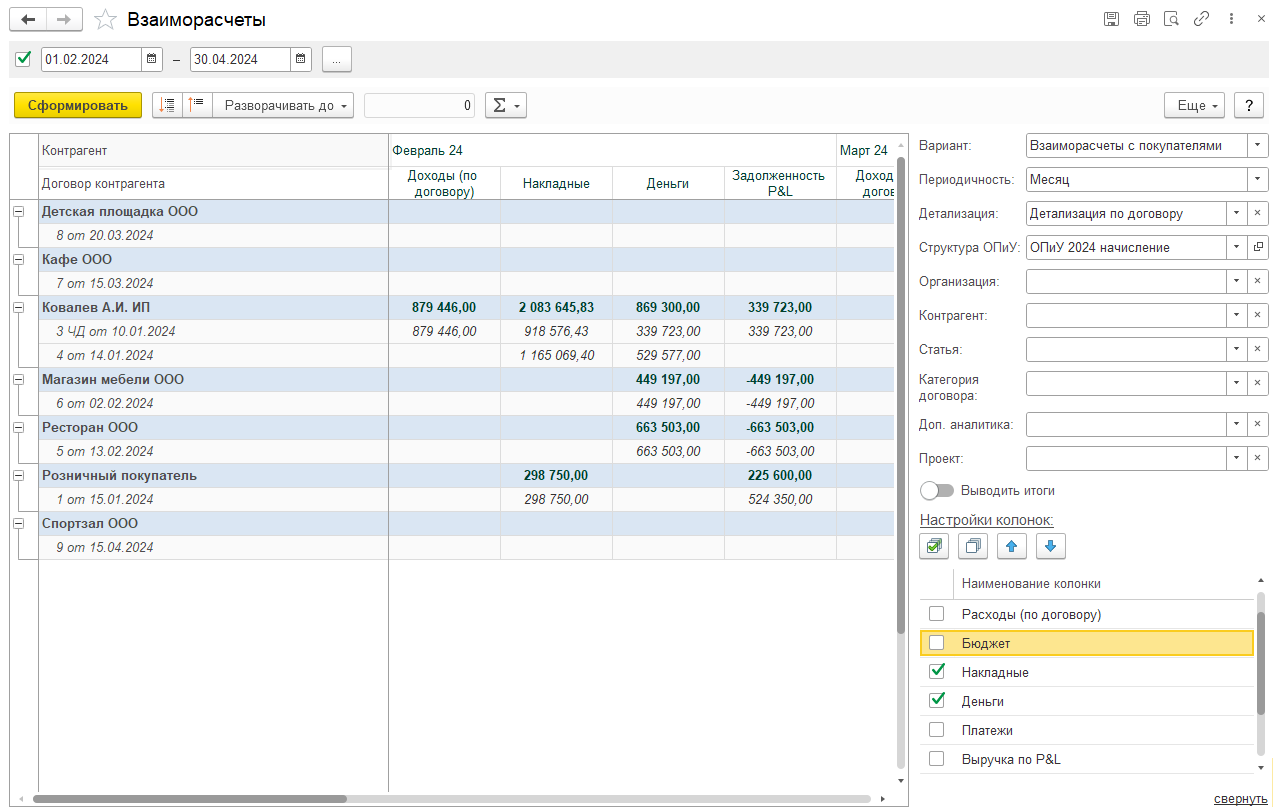 Взаиморасчеты
01.02.2024 – 30.04.2024 ...
Сформировать Разворачивать до 0 Σ Еще ?
Контрагент Февраль 24 Март 24
Договор контрагента Доходы (по договору) Накладные Деньги Задолженность P&L Доход догов
Детская площадка ООО
8 от 20.03.2024
Кафе ООО
7 от 15.03.2024
Ковалев А.И. ИП 879 446,00 2 083 645,83 869 300,00 339 723,00
3 ЧД от 10.01.2024 879 446,00 918 576,43 339 723,00 339 723,00
4 от 14.01.2024 1 165 069,40 529 577,00
Магазин мебели ООО 449 197,00 -449 197,00
6 от 02.02.2024 449 197,00 -449 197,00
Ресторан ООО 663 503,00 -663 503,00
5 от 13.02.2024 663 503,00 -663 503,00
Розничный покупатель 298 750,00 225 600,00
1 от 15.01.2024 298 750,00 524 350,00
Спортзал ООО
9 от 15.04.2024
Вариант: Взаиморасчеты с покупателями
Периодичность: Месяц
Детализация: Детализация по договору
Структура ОПиУ: ОПиУ 2024 начисление
Организация:
Контрагент:
Статья:
Категория
договора:
Доп. аналитика:
Проект:
Выводить итоги
Настройки колонок:
Наименование колонки
Расходы (по договору)
Бюджет
Накладные
Деньги
Платежи
Выручка по P&L
свернуть